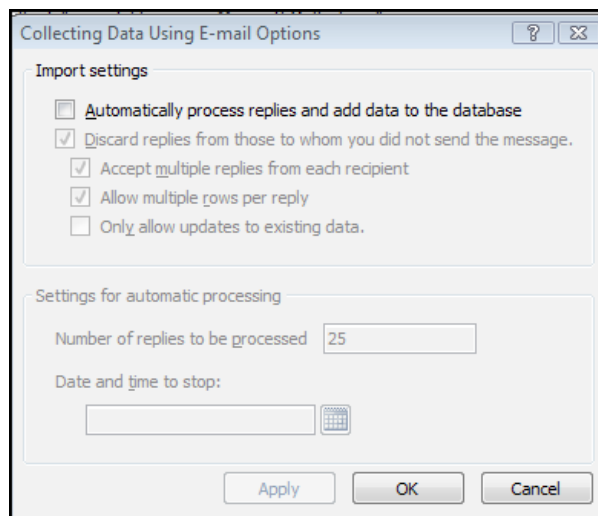 Collecting Data Using E-mail Options
Import settings
Automatically process replies and add data to the database
Discard replies from those to whom you did not send the message.
Accept multiple replies from each recipient
Allow multiple rows per reply
Only allow updates to existing data.
Settings for automatic processing
Number of replies to be processed 25
Date and time to stop:
Apply OK Cancel